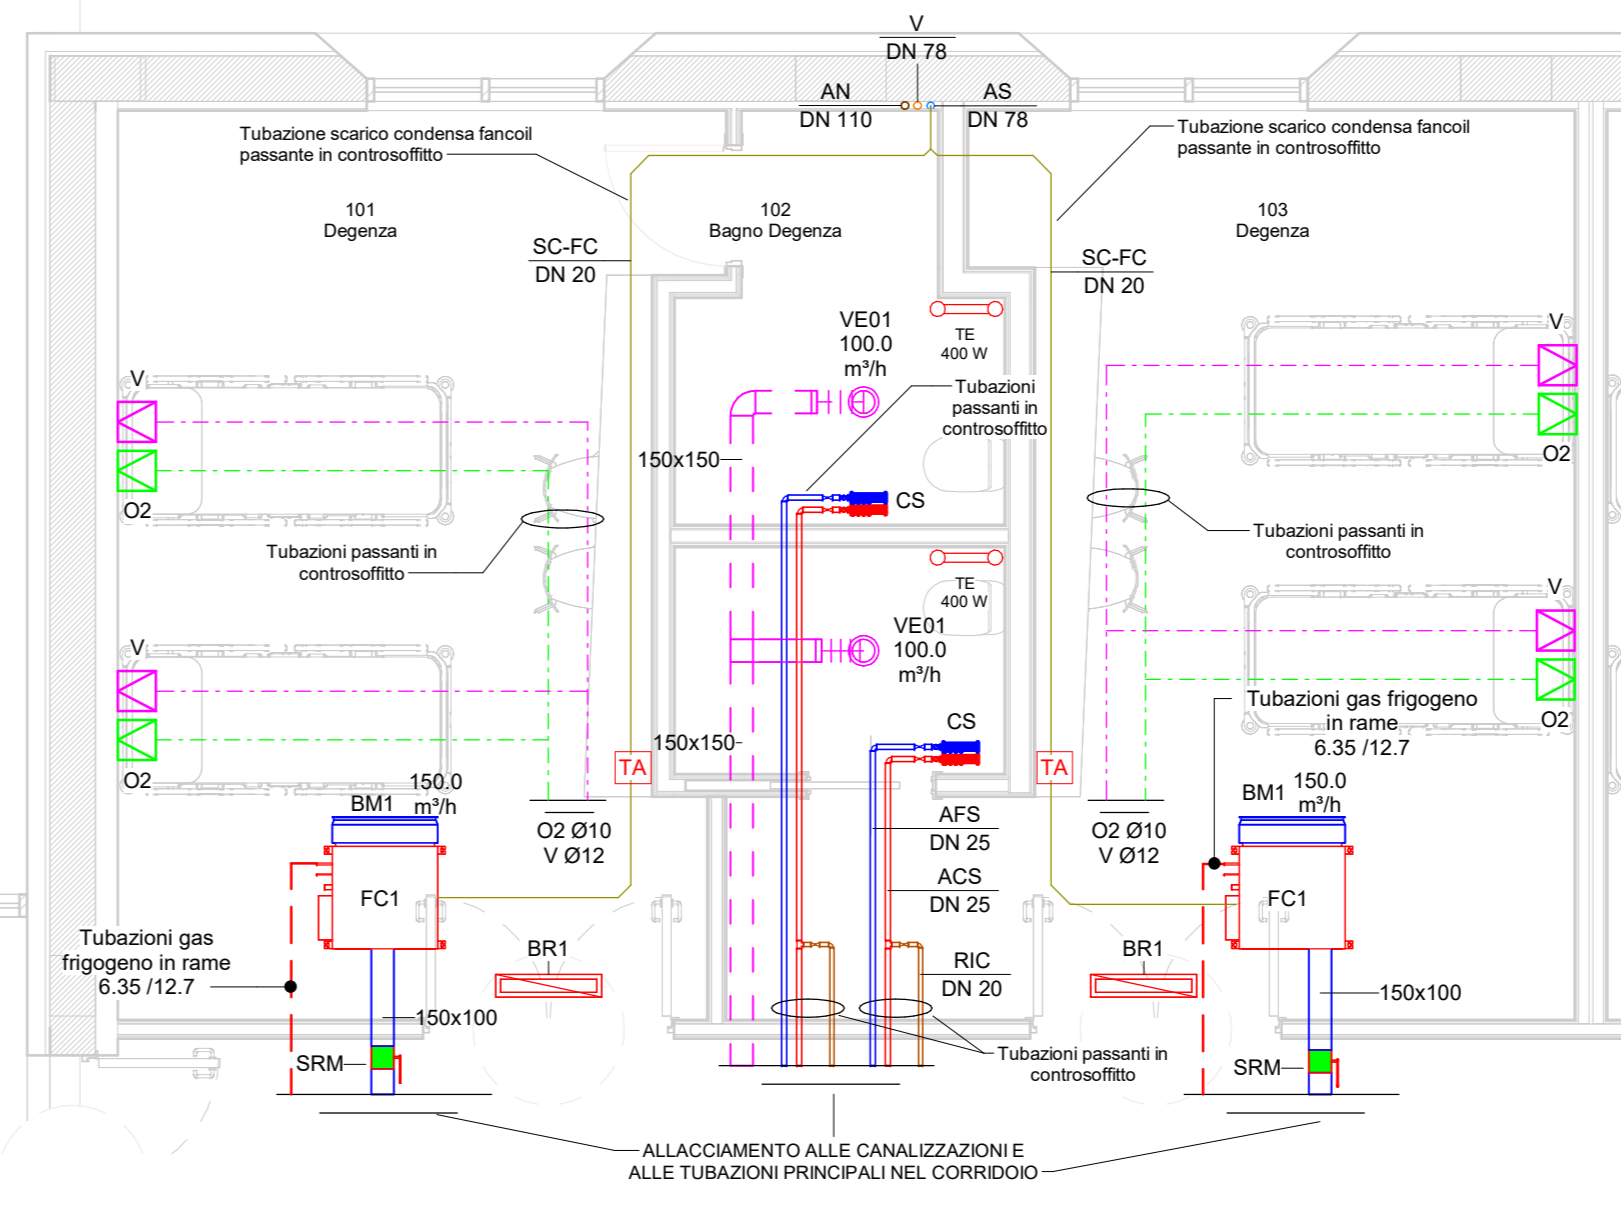 V
DN 78
AN
DN 110
AS
DN 78
Tubazione scarico condensa fancoil
passante in controsoffitto
Tubazione scarico condensa fancoil
passante in controsoffitto
101
Degenza
102
Bagno Degenza
103
Degenza
SC-FC
DN 20
SC-FC
DN 20
VE01
100.0
m³/h
TE
400 W
Tubazioni
passanti in
controsoffitto
V
O2
V
O2
150x150
CS
Tubazioni passanti in
controsoffitto
Tubazioni passanti in
controsoffitto
TE
400 W
VE01
100.0
m³/h
V
O2
V
O2
Tubazioni gas frigogeno
in rame
6.35 /12.7
150x150
CS
TA
TA
BM1
150.0
m³/h
BM1
150.0
m³/h
O2 Ø10
V Ø12
O2 Ø10
V Ø12
AFS
DN 25
ACS
DN 25
FC1
FC1
Tubazioni gas
frigogeno in rame
6.35 /12.7
BR1
BR1
RIC
DN 20
150x100
150x100
SRM
SRM
Tubazioni passanti in
controsoffitto
ALLACCIAMENTO ALLE CANALIZZAZIONI E
ALLE TUBAZIONI PRINCIPALI NEL CORRIDOIO